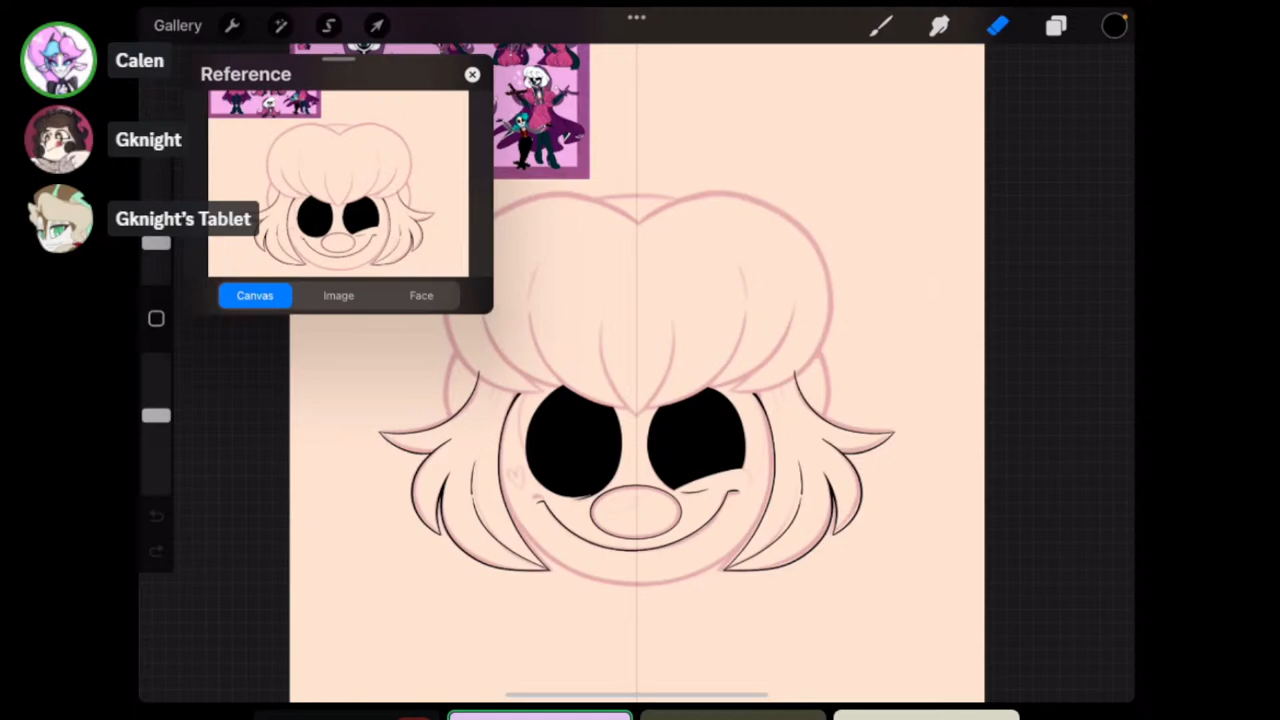 Gallery
Calen
Reference
Gknight
Gknight's Tablet
Canvas
Image
Face